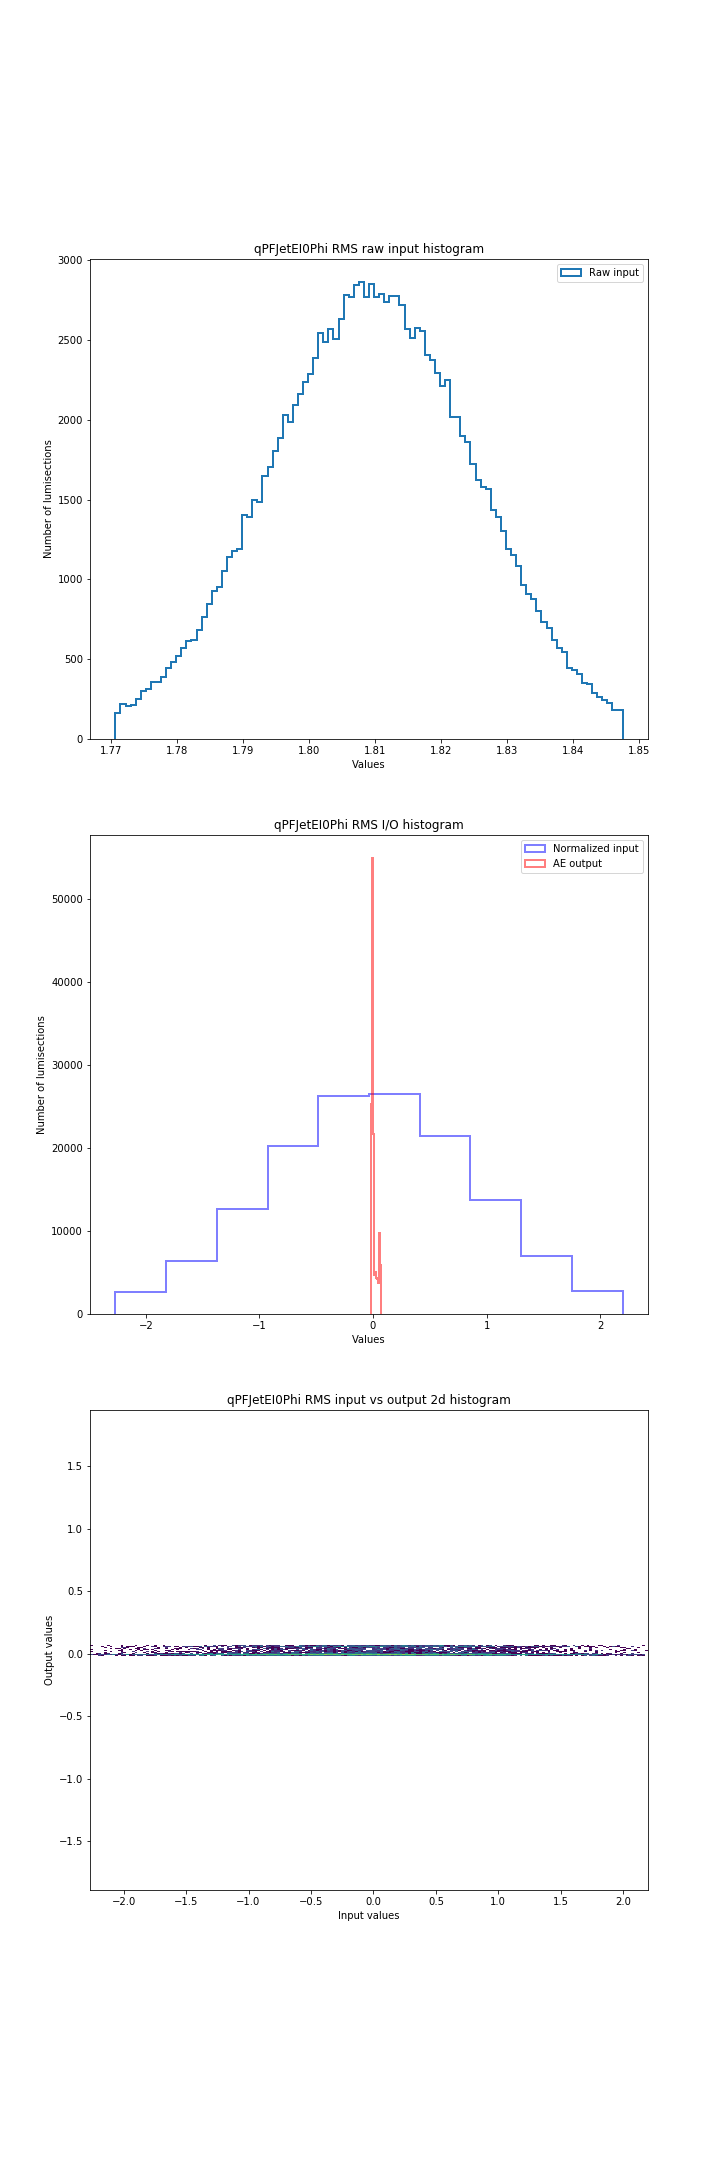 qPFJetEI0Phi RMS raw input histogram
3000
2500
2000
1500
1000
500
0
Number of lumisections
Raw input
1.77 1.78 1.79 1.80 1.81 1.82 1.83 1.84 1.85
Values
qPFJetEI0Phi RMS I/O histogram
50000
40000
30000
20000
10000
0
Number of lumisections
Normalized input
AE output
−2 −1 0 1 2
Values
qPFJetEI0Phi RMS input vs output 2d histogram
1.5
1.0
0.5
0.0
−0.5
−1.0
−1.5
Output values
−2.0 −1.5 −1.0 −0.5 0.0 0.5 1.0 1.5 2.0
Input values